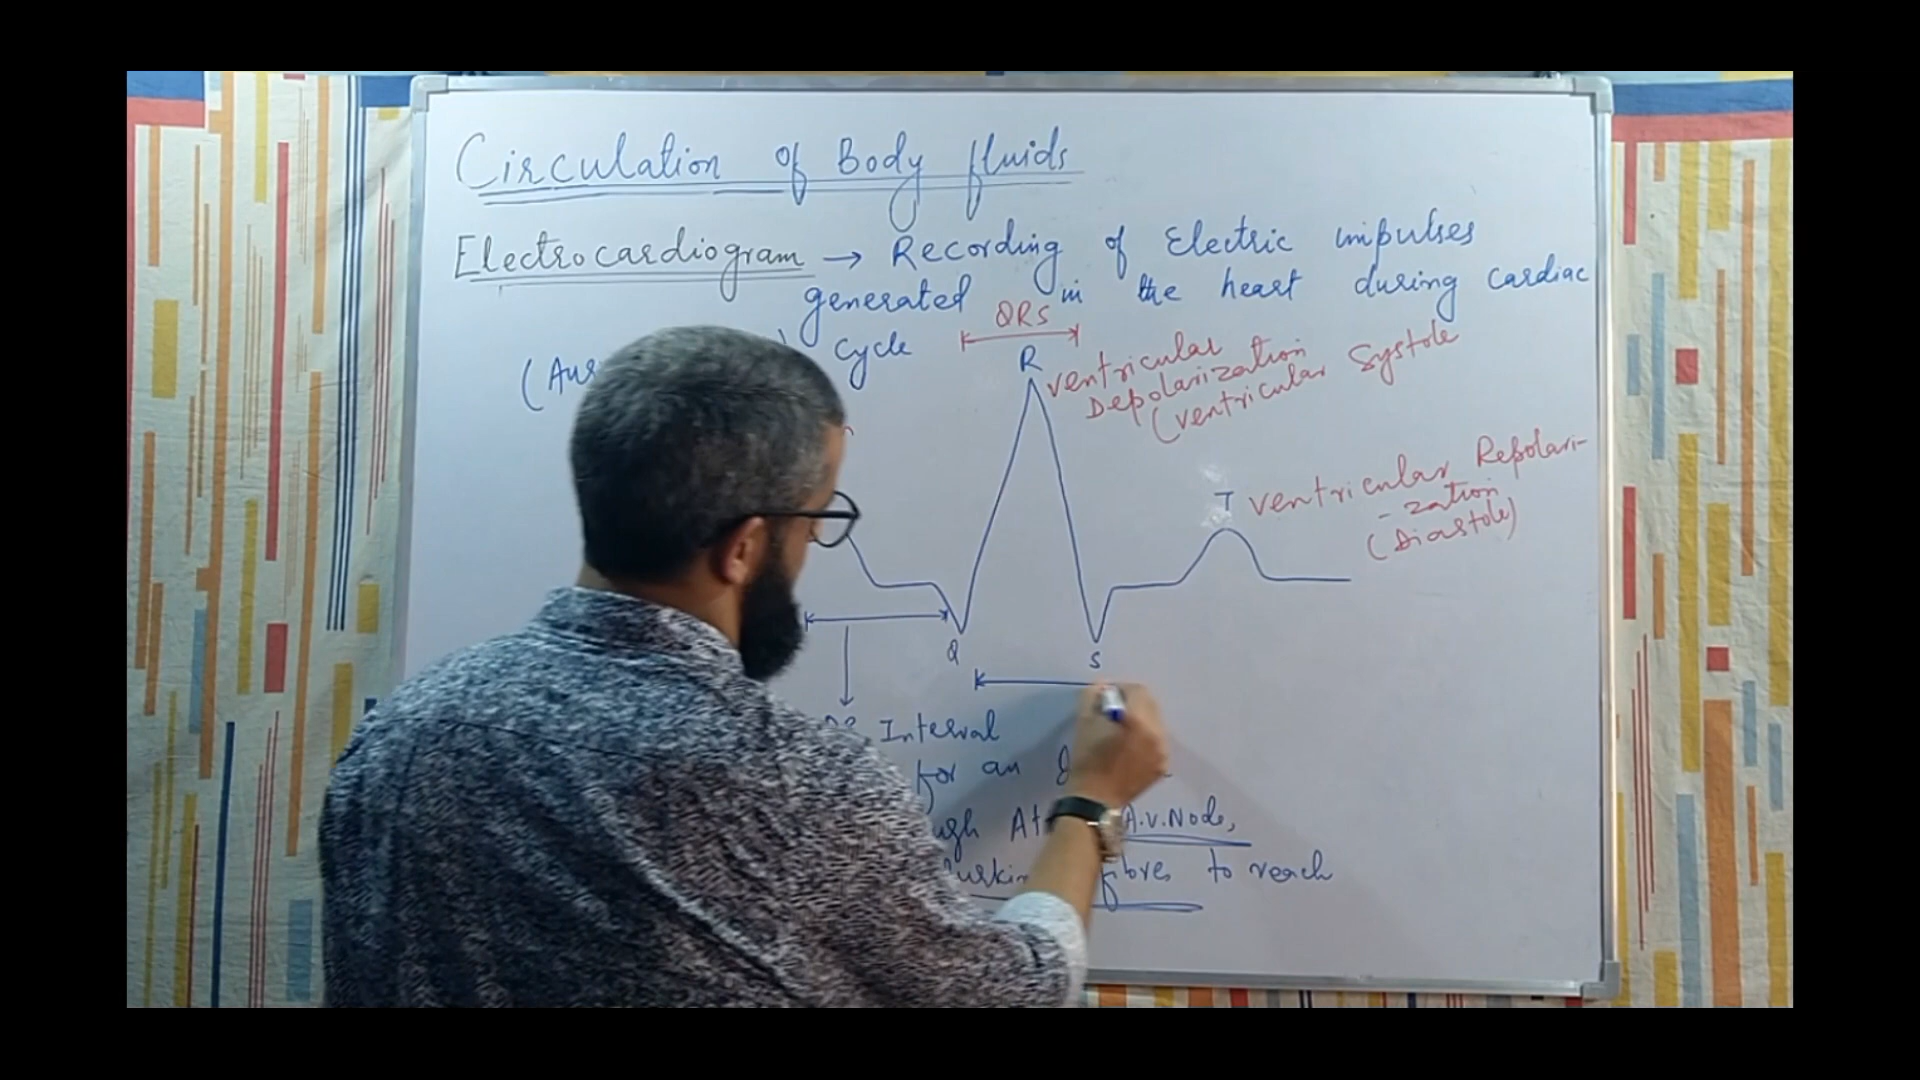 Circulation of Body fluids
Electrocardiogram → Recording of Electric impulses
generated in the heart during cardiac
cycle
QRS
R
ventricular
Depolarization
(ventricular Systole
T ventricular Repolari-
-zation
(Diastole)
Q
S
Interval
for an
A.V.Node,
fibres to reach